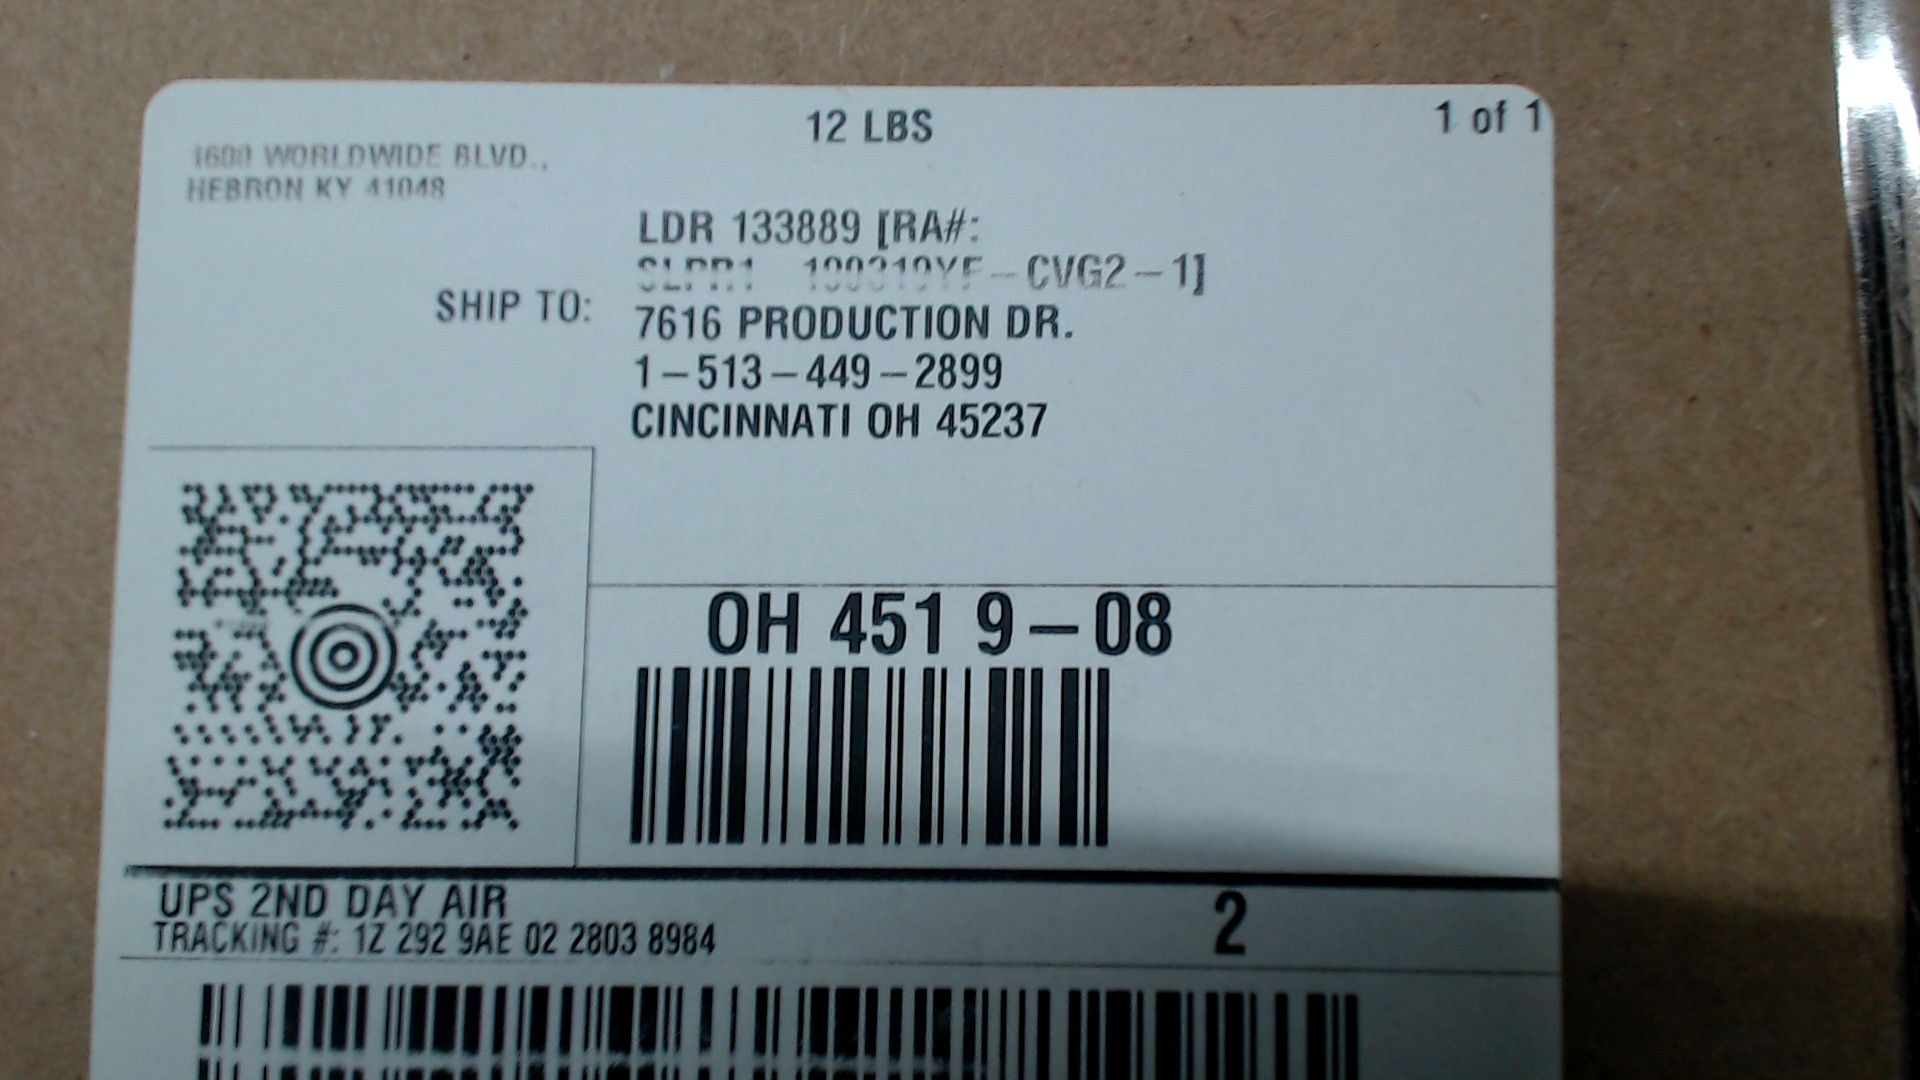 12 LBS
1 of 1
1600 WORLDWIDE BLVD.,
HEBRON KY 41048
LDR 133889 [RA#:
-CVG2-1]
SHIP TO:
7616 PRODUCTION DR.
1-513-449-2899
CINCINNATI OH 45237
OH 451 9-08
UPS 2ND DAY AIR
2
TRACKING #: 1Z 292 9AE 02 2803 8984